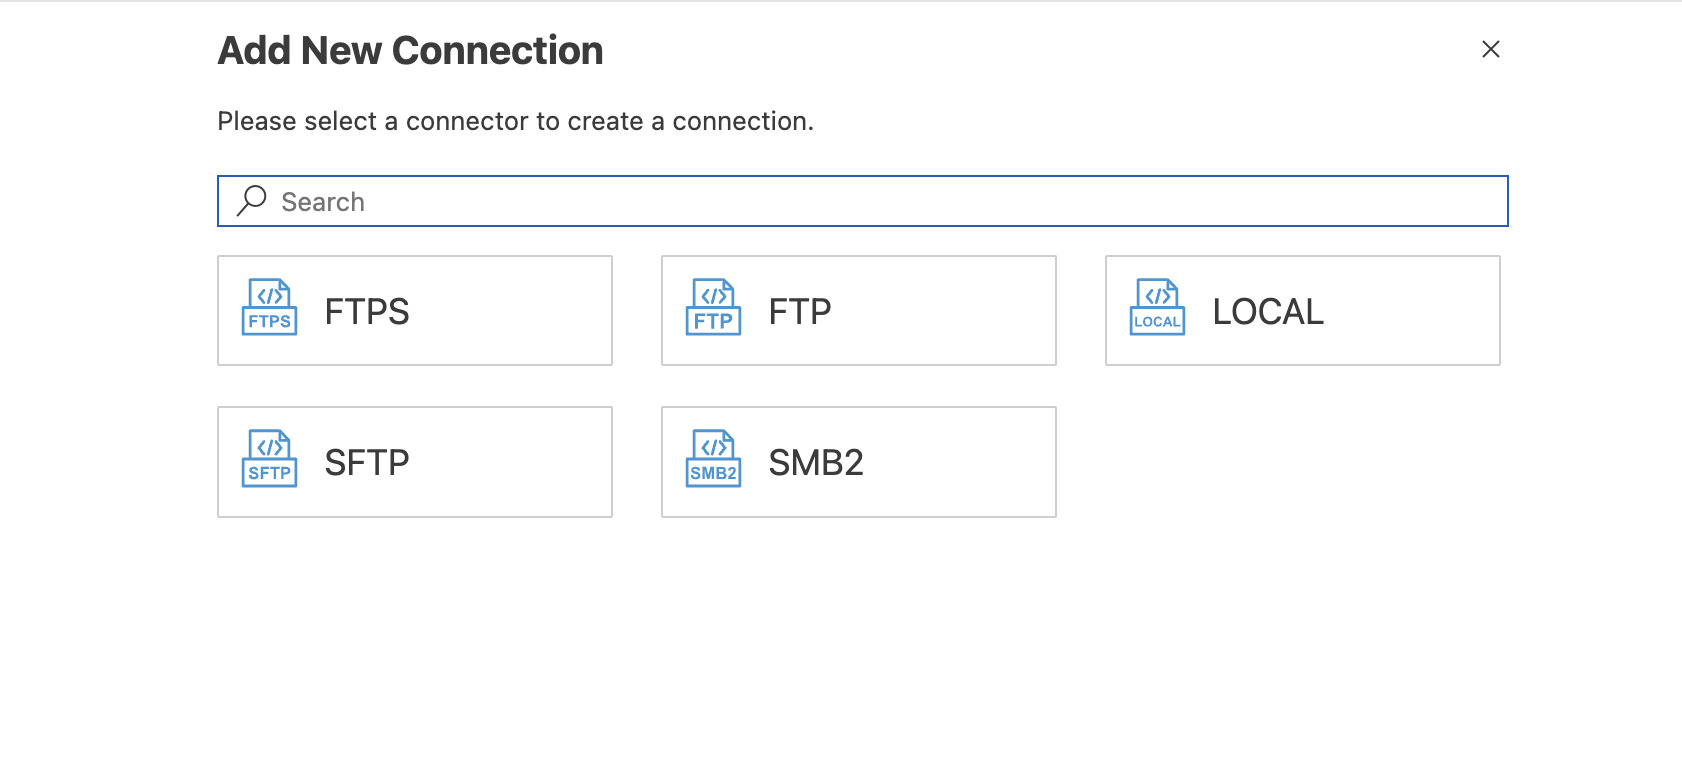 Add New Connection
Please select a connector to create a connection.
Search
</> FTPS FTPS
</> FTP FTP
</> LOCAL LOCAL
</> SFTP SFTP
</> SMB2 SMB2